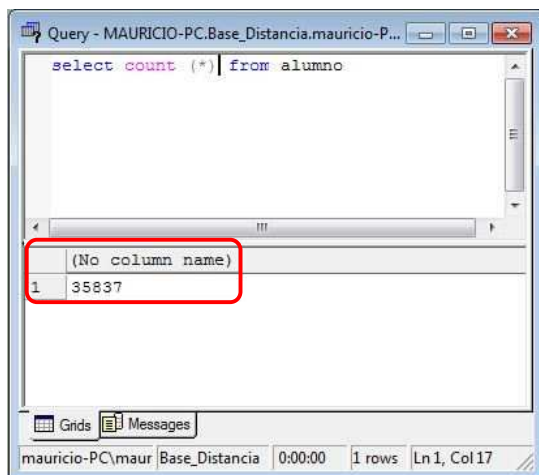 Query - MAURICIO-PC.Base_Distancia.mauricio-P...
select count (*) from alumno
(No column name)
1 35837
Grids Messages
mauricio-PC\maur Base_Distancia 0:00:00 1 rows Ln 1, Col 17